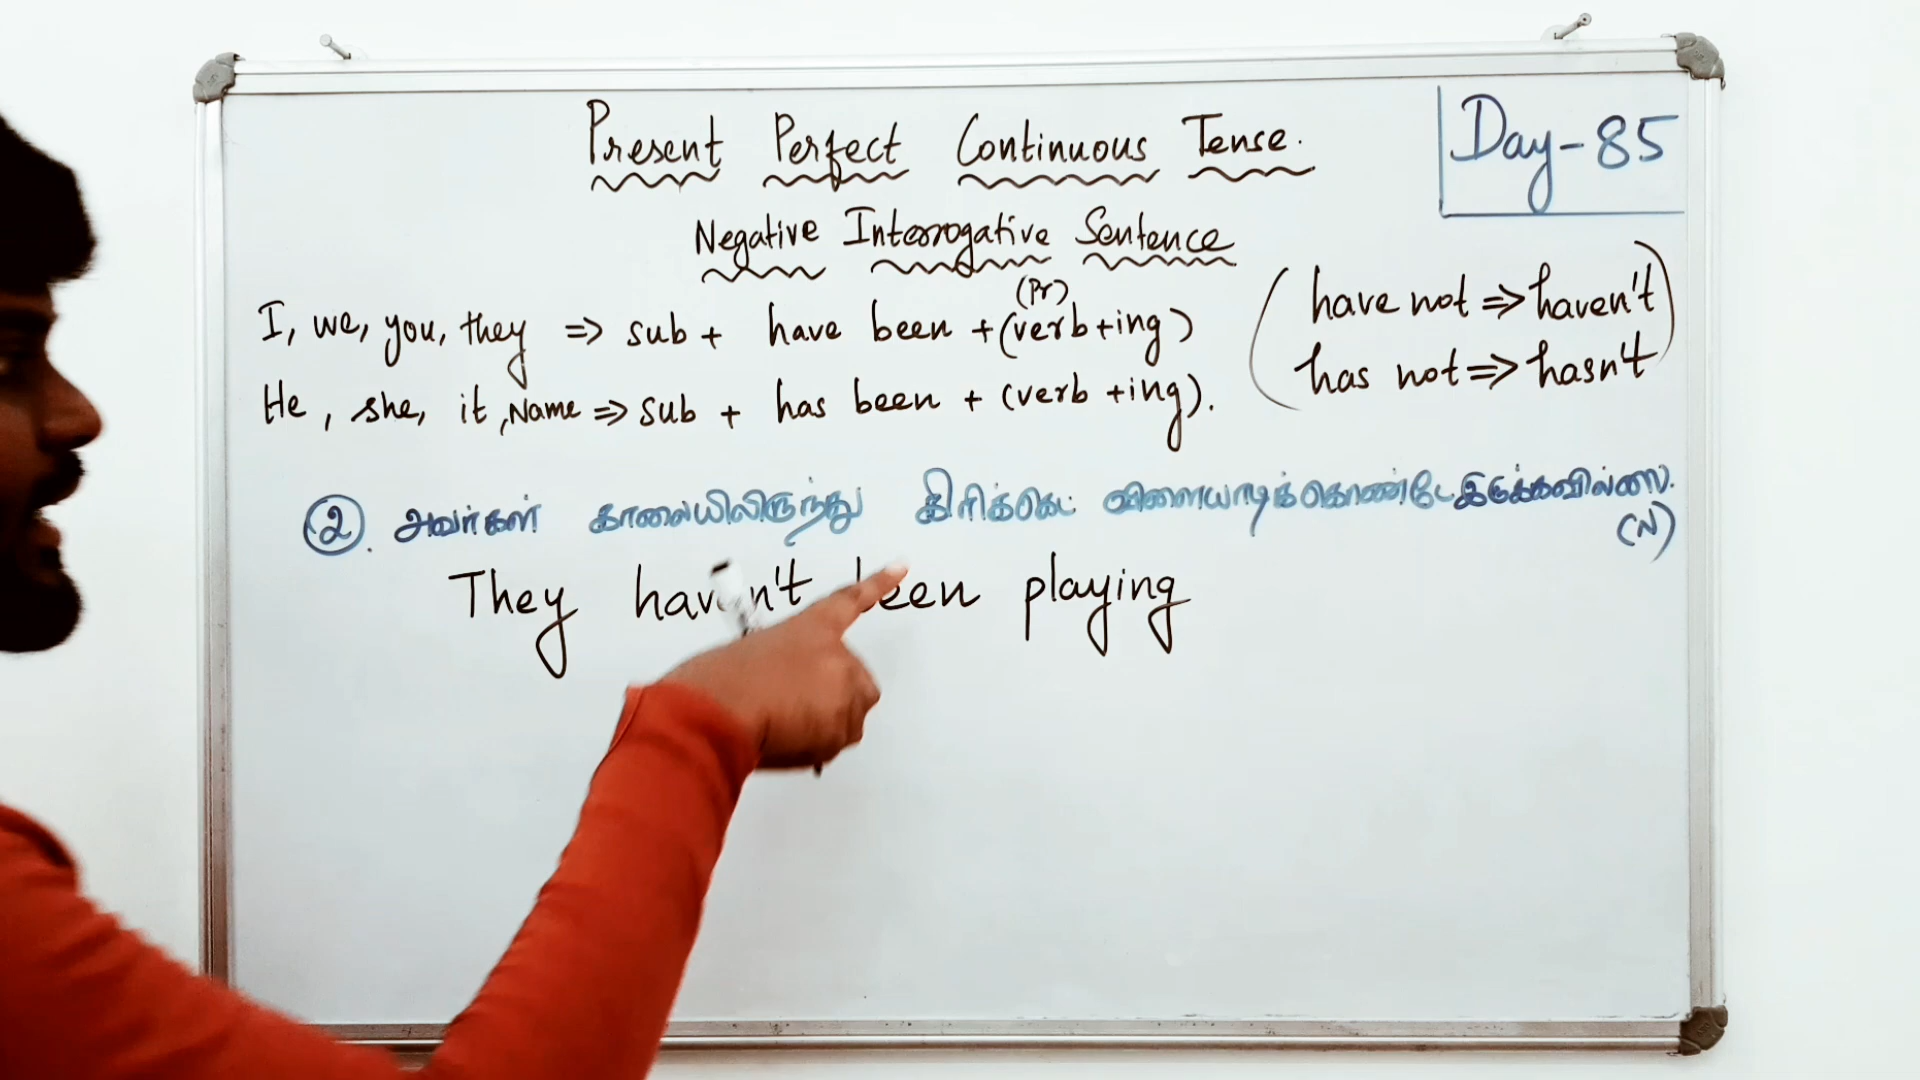 Present Perfect Continuous Tense.
Day-85
Negative Interrogative Sentence
(Pr)
I, we, you, they => sub + have been + (verb+ing)
He, she, it, Name => sub + has been + (verb +ing).
(have not => haven't
has not => hasn't)
②. அவர்கள் காலையிலிருந்து கிரிக்கெட் விளையாடிக்கொண்டே இருக்கவில்லை.
(N)
They haven't been playing